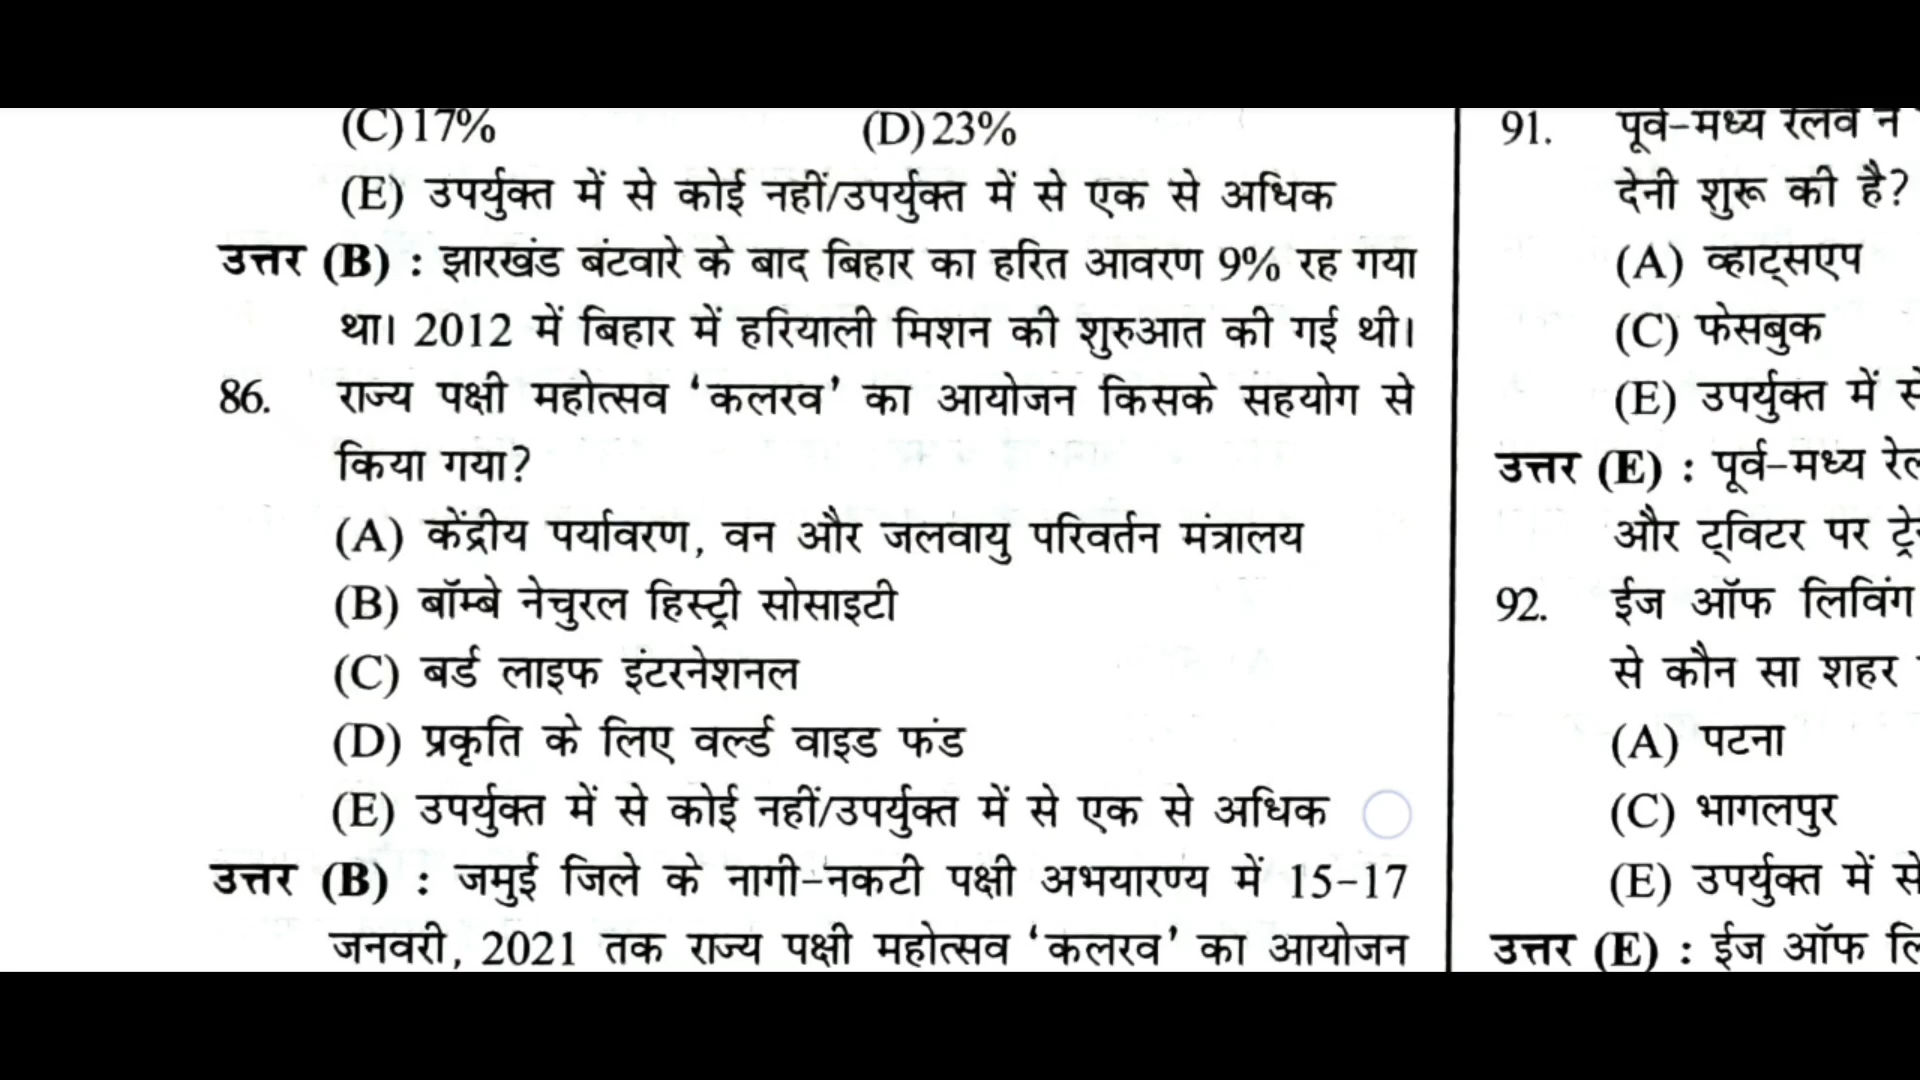 (C) 17% (D) 23%
(E) उपर्युक्त में से कोई नहीं/उपर्युक्त में से एक से अधिक
उत्तर (B) : झारखंड बंटवारे के बाद बिहार का हरित आवरण 9% रह गया
था। 2012 में बिहार में हरियाली मिशन की शुरुआत की गई थी।
86. राज्य पक्षी महोत्सव ‘कलरव’ का आयोजन किसके सहयोग से
किया गया?
(A) केंद्रीय पर्यावरण, वन और जलवायु परिवर्तन मंत्रालय
(B) बॉम्बे नेचुरल हिस्ट्री सोसाइटी
(C) बर्ड लाइफ इंटरनेशनल
(D) प्रकृति के लिए वर्ल्ड वाइड फंड
(E) उपर्युक्त में से कोई नहीं/उपर्युक्त में से एक से अधिक
उत्तर (B) : जमुई जिले के नागी-नकटी पक्षी अभयारण्य में 15-17
जनवरी, 2021 तक राज्य पक्षी महोत्सव ‘कलरव’ का आयोजन
91. पूर्व-मध्य रेलवे ने
देनी शुरू की है?
(A) व्हाट्सएप
(C) फेसबुक
(E) उपर्युक्त में से
उत्तर (E) : पूर्व-मध्य
और ट्विटर पर
92. ईज ऑफ लिविंग
से कौन सा शहर
(A) पटना
(C) भागलपुर
(E) उपर्युक्त में से
उत्तर (E) : ईज ऑफ